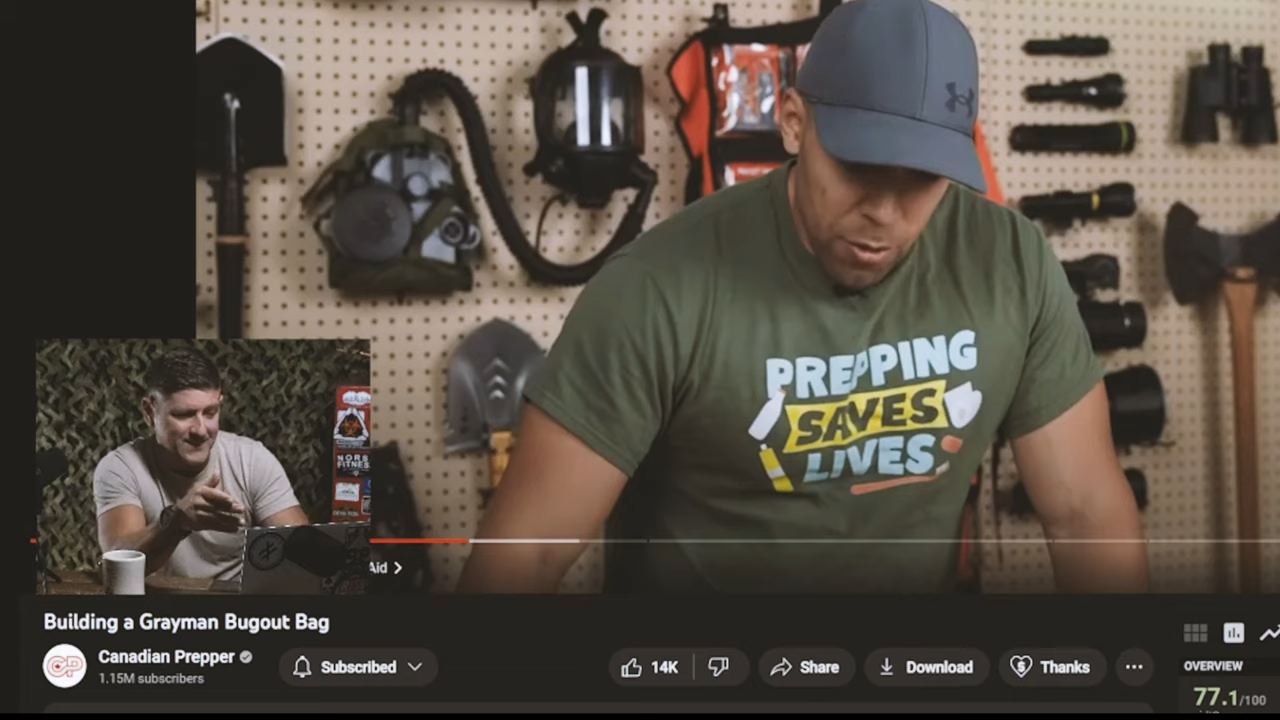 PREPPING
SAVES
LIVES
NORS
FITNESS
Aid
Building a Grayman Bugout Bag
CP
Canadian Prepper
1.15M subscribers
Subscribed
14K
Share
Download
Thanks
OVERVIEW
77.1/100